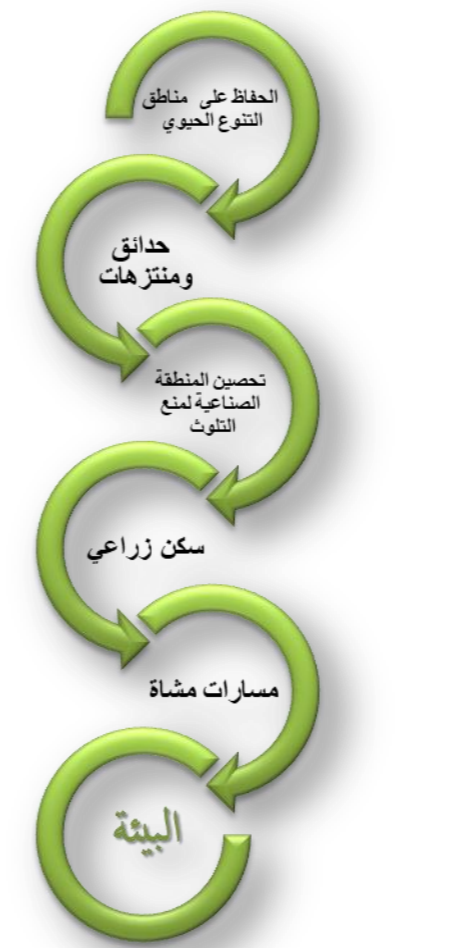 الحفاظ على مناطق
التنوع الحيوي
حدائق
ومنتزهات
تحصين المنطقة
الصناعية لمنع
التلوث
سكن زراعي
مسارات مشاة
البيئة